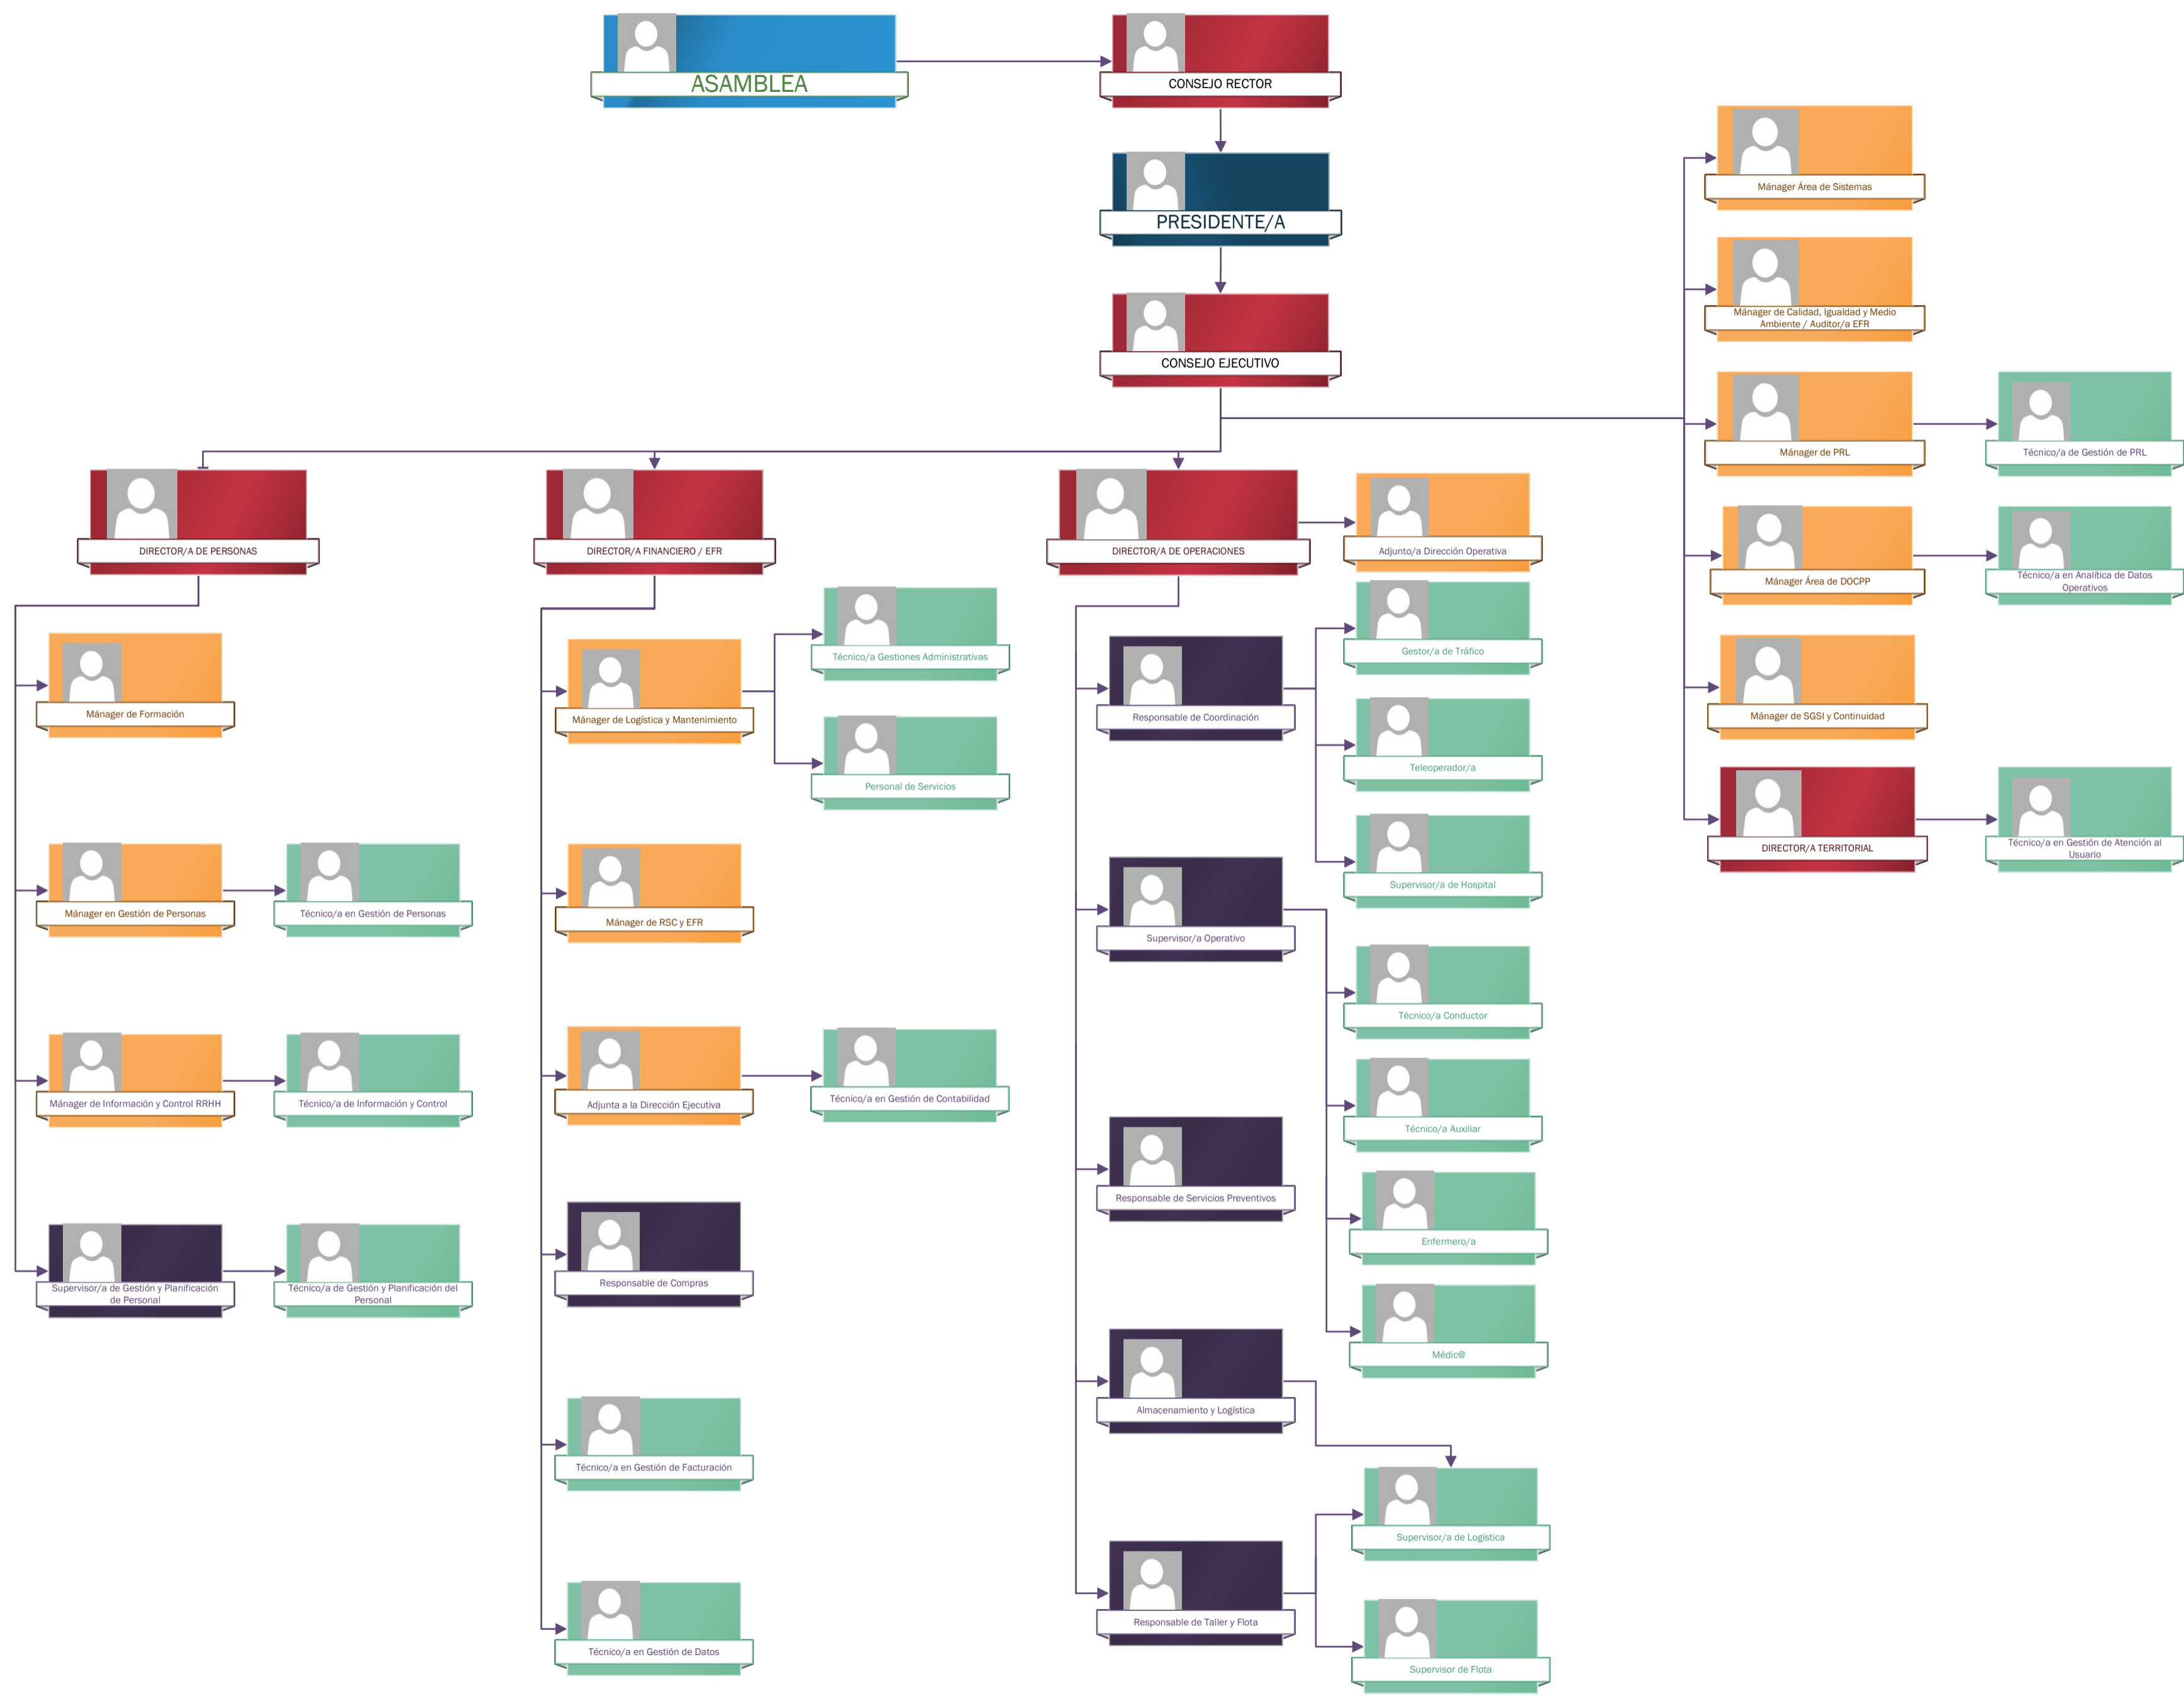 ASAMBLEA
CONSEJO RECTOR
PRESIDENTE/A
CONSEJO EJECUTIVO
DIRECTOR/A DE PERSONAS
Mánager de Formación
Mánager en Gestión de Personas
Técnico/a en Gestión de Personas
Mánager de Información y Control RRHH
Técnico/a de Información y Control
Supervisor/a de Gestión y Planificación
de Personal
Técnico/a de Gestión y Planificación del
Personal
DIRECTOR/A FINANCIERO / EFR
Mánager de Logística y Mantenimiento
Técnico/a Gestiones Administrativas
Personal de Servicios
Mánager de RSC y EFR
Adjunta a la Dirección Ejecutiva
Técnico/a en Gestión de Contabilidad
Responsable de Compras
Técnico/a en Gestión de Facturación
Técnico/a en Gestión de Datos
DIRECTOR/A DE OPERACIONES
Adjunto/a Dirección Operativa
Responsable de Coordinación
Gestor/a de Tráfico
Teleoperador/a
Supervisor/a de Hospital
Supervisor/a Operativo
Técnico/a Conductor
Técnico/a Auxiliar
Enfermero/a
Médic@
Responsable de Servicios Preventivos
Almacenamiento y Logística
Supervisor/a de Logística
Responsable de Taller y Flota
Supervisor de Flota
Mánager Área de Sistemas
Mánager de Calidad, Igualdad y Medio
Ambiente / Auditor/a EFR
Mánager de PRL
Técnico/a de Gestión de PRL
Mánager Área de DOCPP
Técnico/a en Analítica de Datos
Operativos
Mánager de SGSI y Continuidad
DIRECTOR/A TERRITORIAL
Técnico/a en Gestión de Atención al
Usuario